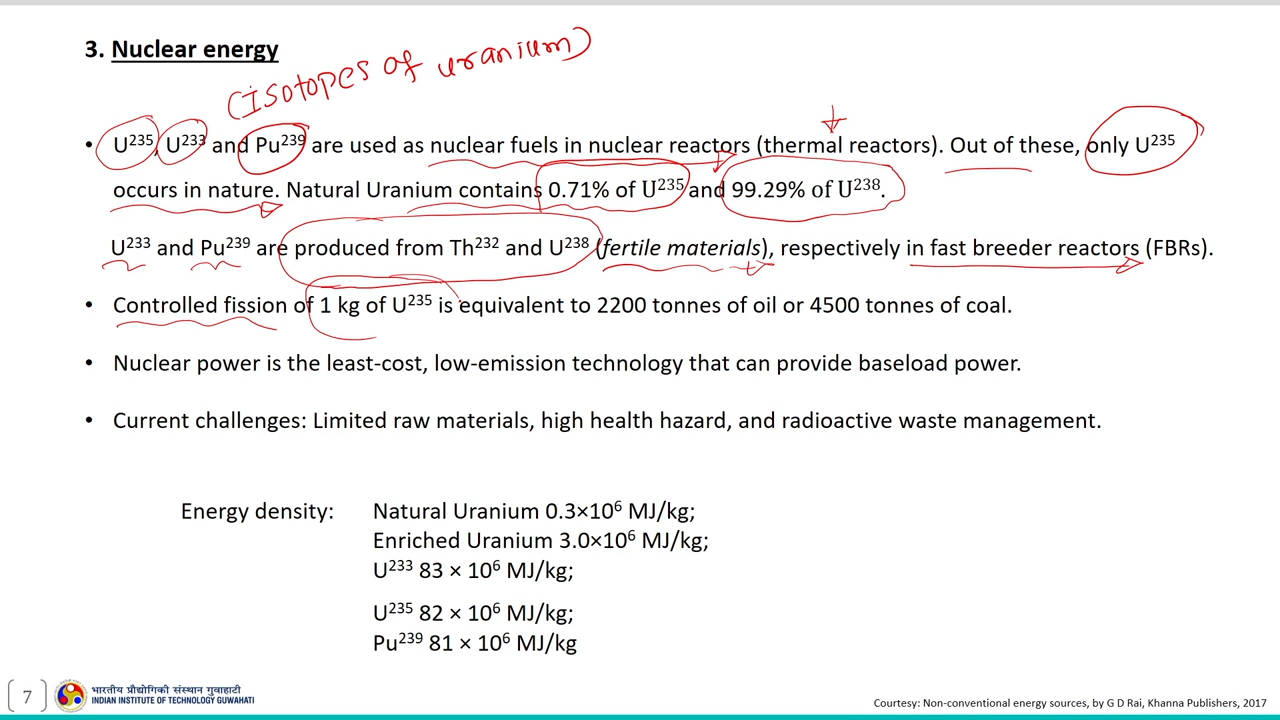 3. Nuclear energy
(isotopes of uranium)
• U²³⁵, U²³³ and Pu²³⁹ are used as nuclear fuels in nuclear reactors (thermal reactors). Out of these, only U²³⁵
occurs in nature. Natural Uranium contains 0.71% of U²³⁵ and 99.29% of U²³⁸.
U²³³ and Pu²³⁹ are produced from Th²³² and U²³⁸ (fertile materials), respectively in fast breeder reactors (FBRs).
• Controlled fission of 1 kg of U²³⁵ is equivalent to 2200 tonnes of oil or 4500 tonnes of coal.
• Nuclear power is the least-cost, low-emission technology that can provide baseload power.
• Current challenges: Limited raw materials, high health hazard, and radioactive waste management.
Energy density: Natural Uranium 0.3×10⁶ MJ/kg;
Enriched Uranium 3.0×10⁶ MJ/kg;
U²³³ 83 × 10⁶ MJ/kg;
U²³⁵ 82 × 10⁶ MJ/kg;
Pu²³⁹ 81 × 10⁶ MJ/kg
7
भारतीय प्रौद्योगिकी संस्थान गुवाहाटी
INDIAN INSTITUTE OF TECHNOLOGY GUWAHATI
Courtesy: Non-conventional energy sources, by G D Rai, Khanna Publishers, 2017